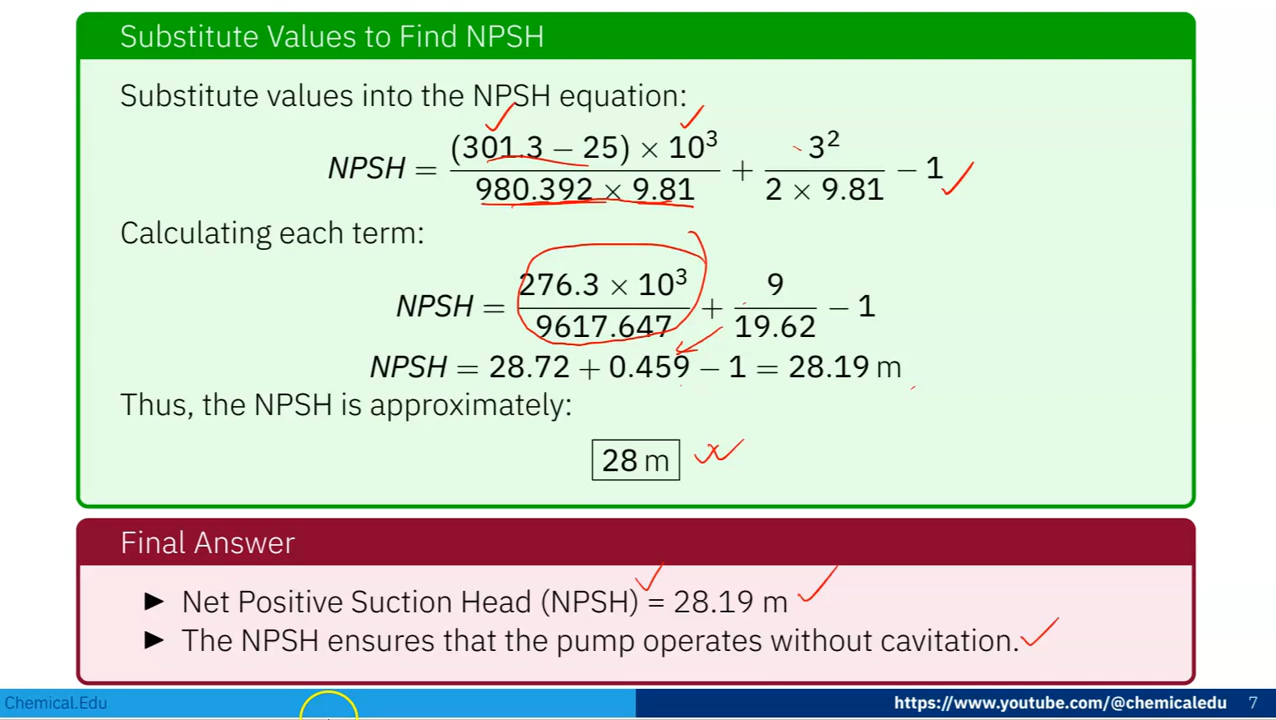 Substitute Values to Find NPSH
Substitute values into the NPSH equation:
NPSH = (301.3 − 25) × 10³ / 980.392 × 9.81 + 3² / 2 × 9.81 − 1
Calculating each term:
NPSH = 276.3 × 10³ / 9617.647 + 9 / 19.62 − 1
NPSH = 28.72 + 0.459 − 1 = 28.19 m
Thus, the NPSH is approximately:
28 m
Final Answer
▶ Net Positive Suction Head (NPSH) = 28.19 m
▶ The NPSH ensures that the pump operates without cavitation.
Chemical.Edu https://www.youtube.com/@chemicaledu 7